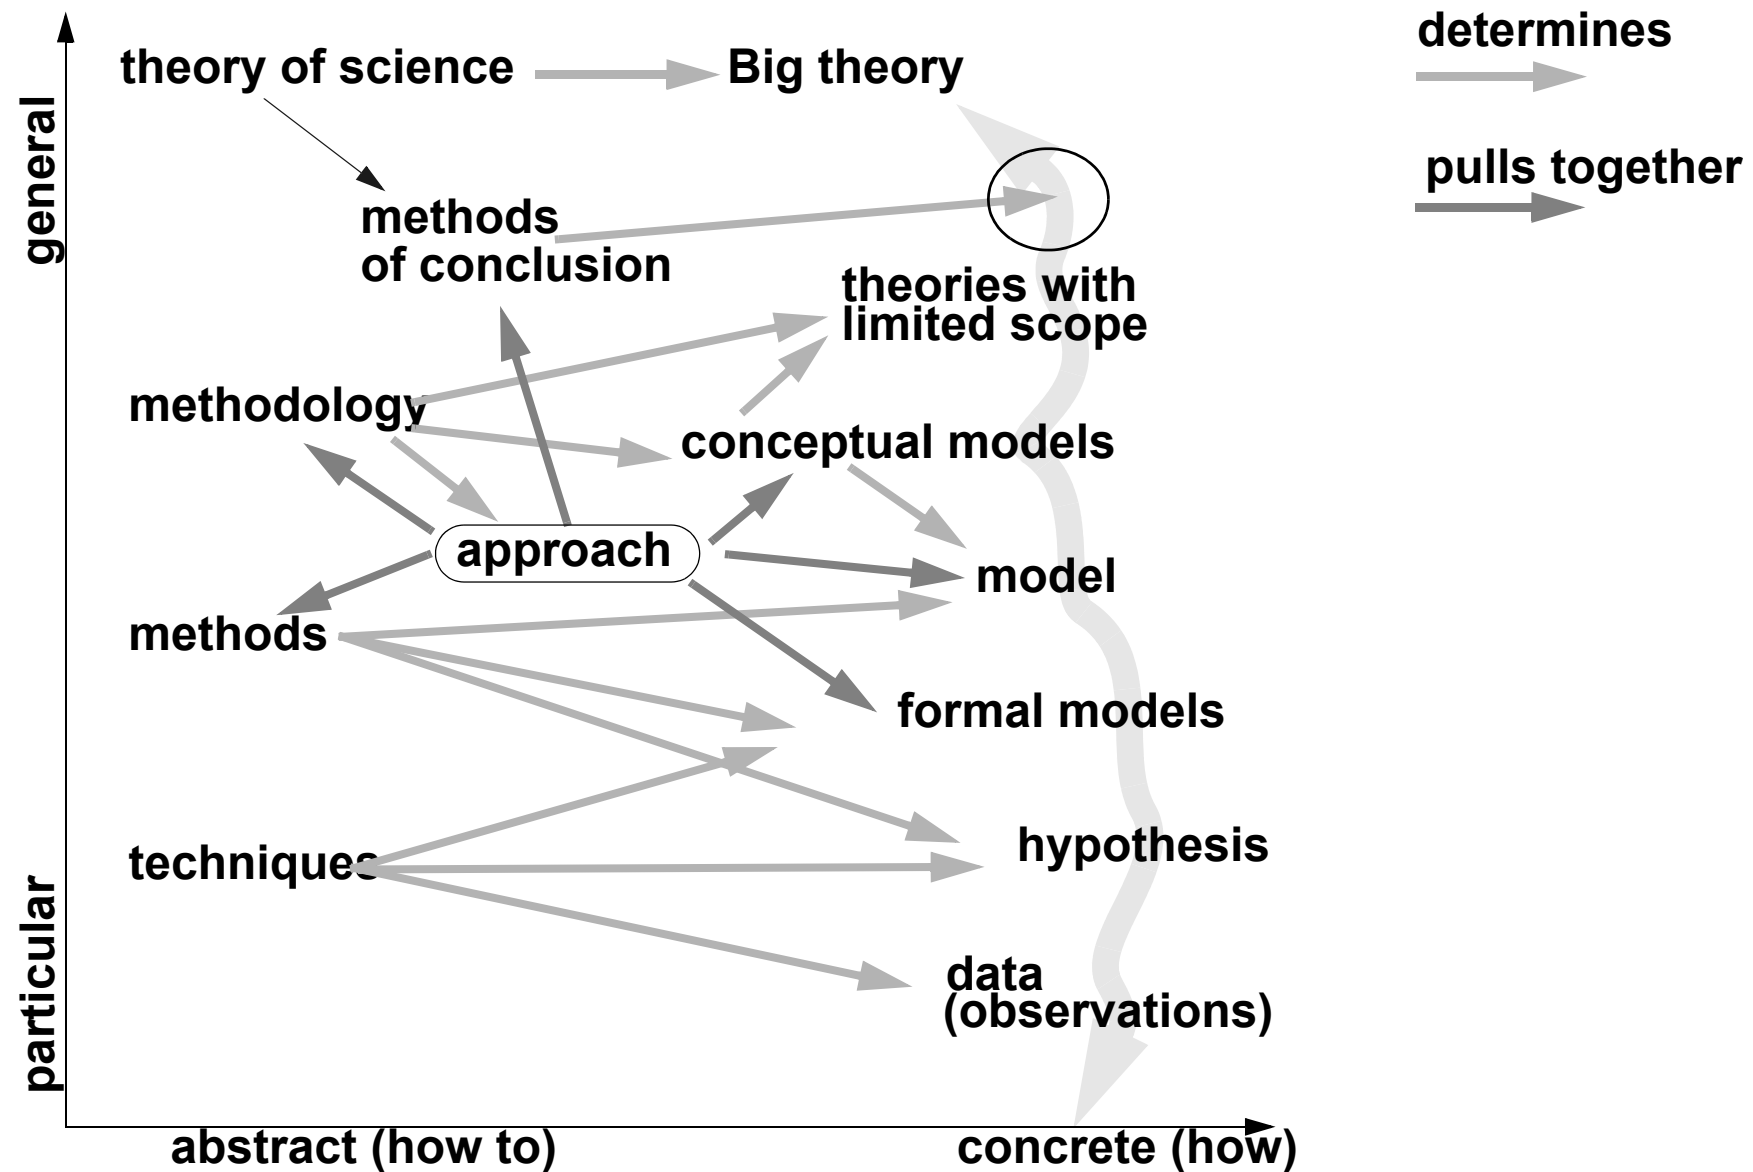 determines
theory of science
Big theory
general
pulls together
methods
of conclusion
theories with
limited scope
methodology
conceptual models
approach
model
methods
formal models
hypothesis
techniques
particular
data
(observations)
abstract (how to)
concrete (how)